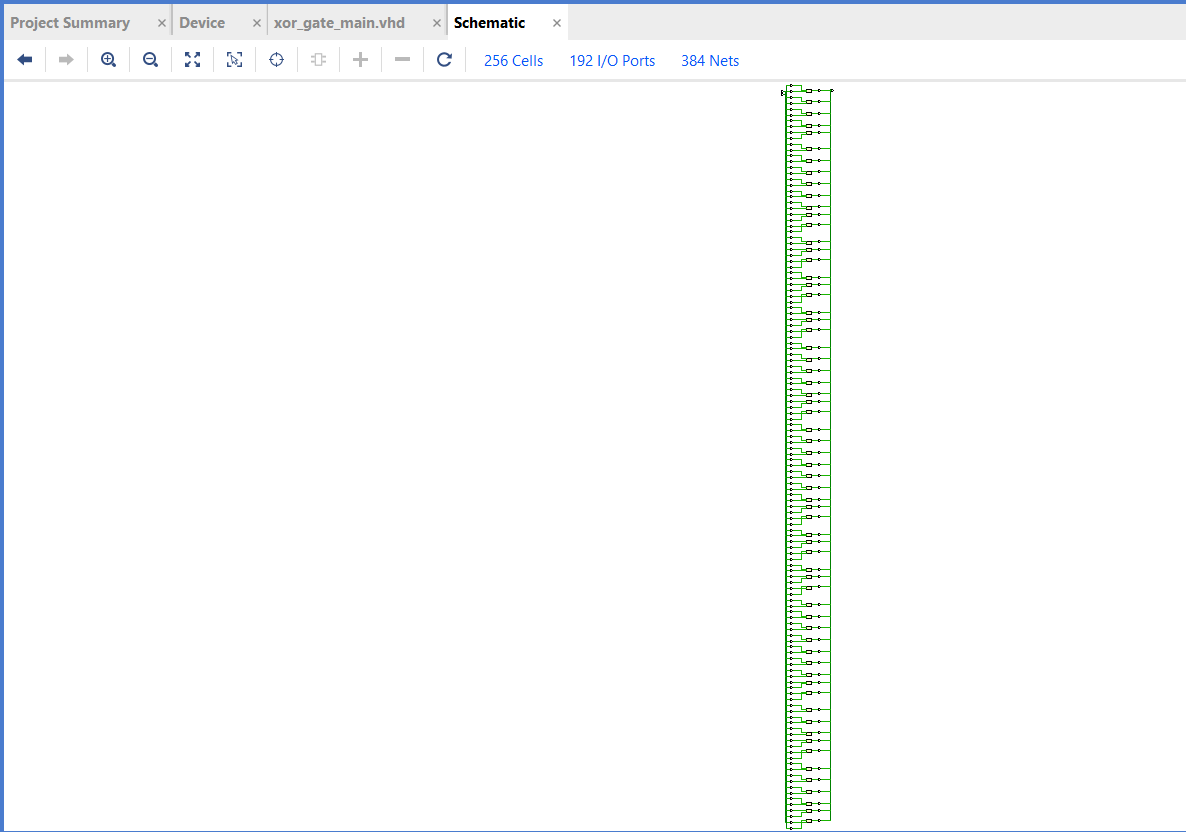 Project Summary × Device × xor_gate_main.vhd × Schematic ×
256 Cells 192 I/O Ports 384 Nets